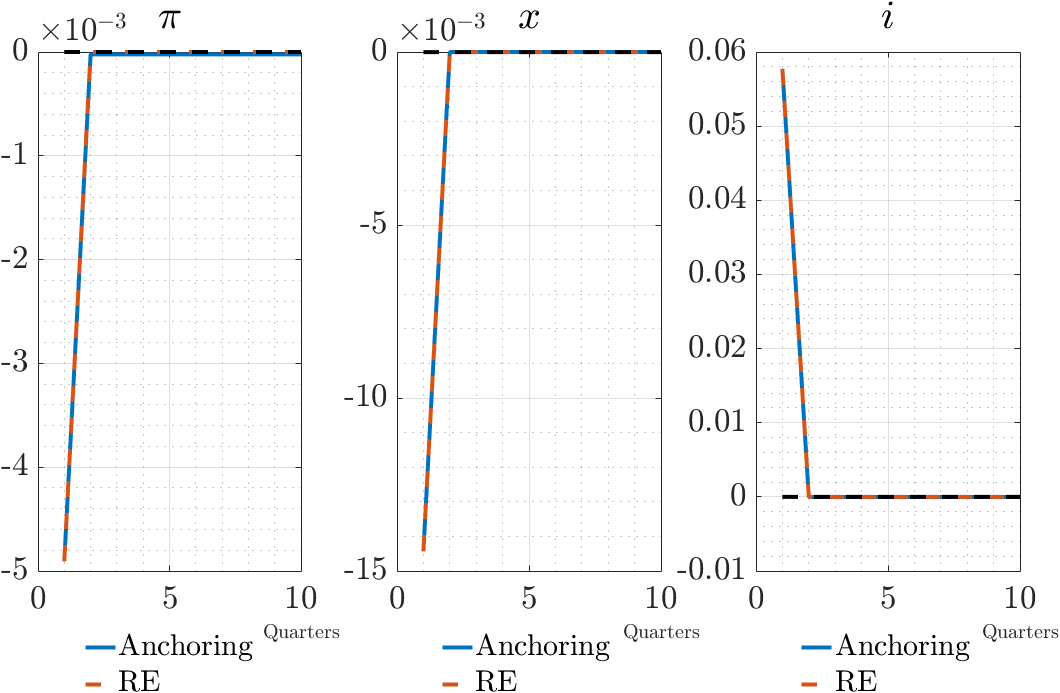 ×10⁻³ π
0
-1
-2
-3
-4
-5
0 5 10
Quarters
Anchoring
RE
×10⁻³ x
0
-5
-10
-15
0 5 10
Quarters
Anchoring
RE
i
0.06
0.05
0.04
0.03
0.02
0.01
0
-0.01
0 5 10
Quarters
Anchoring
RE